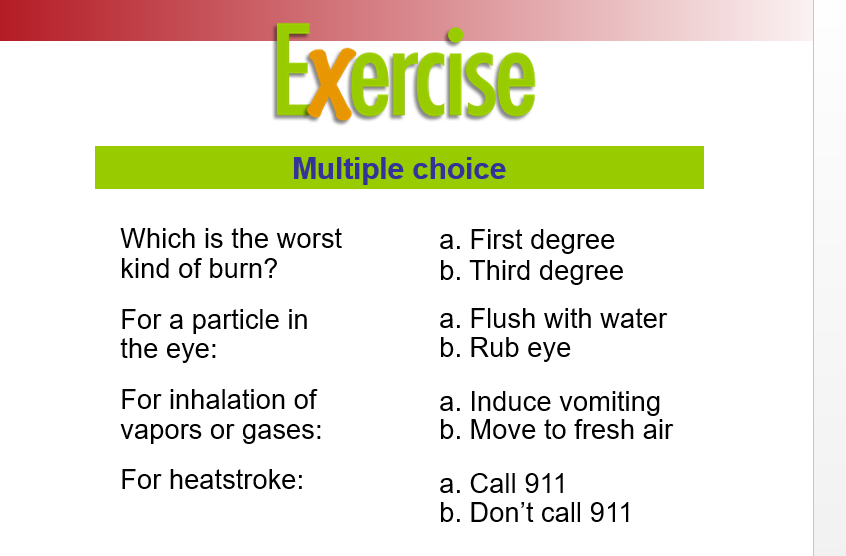 Exercise
Multiple choice
Which is the worst
kind of burn?
a. First degree
b. Third degree
For a particle in
the eye:
a. Flush with water
b. Rub eye
For inhalation of
vapors or gases:
a. Induce vomiting
b. Move to fresh air
For heatstroke:
a. Call 911
b. Don’t call 911